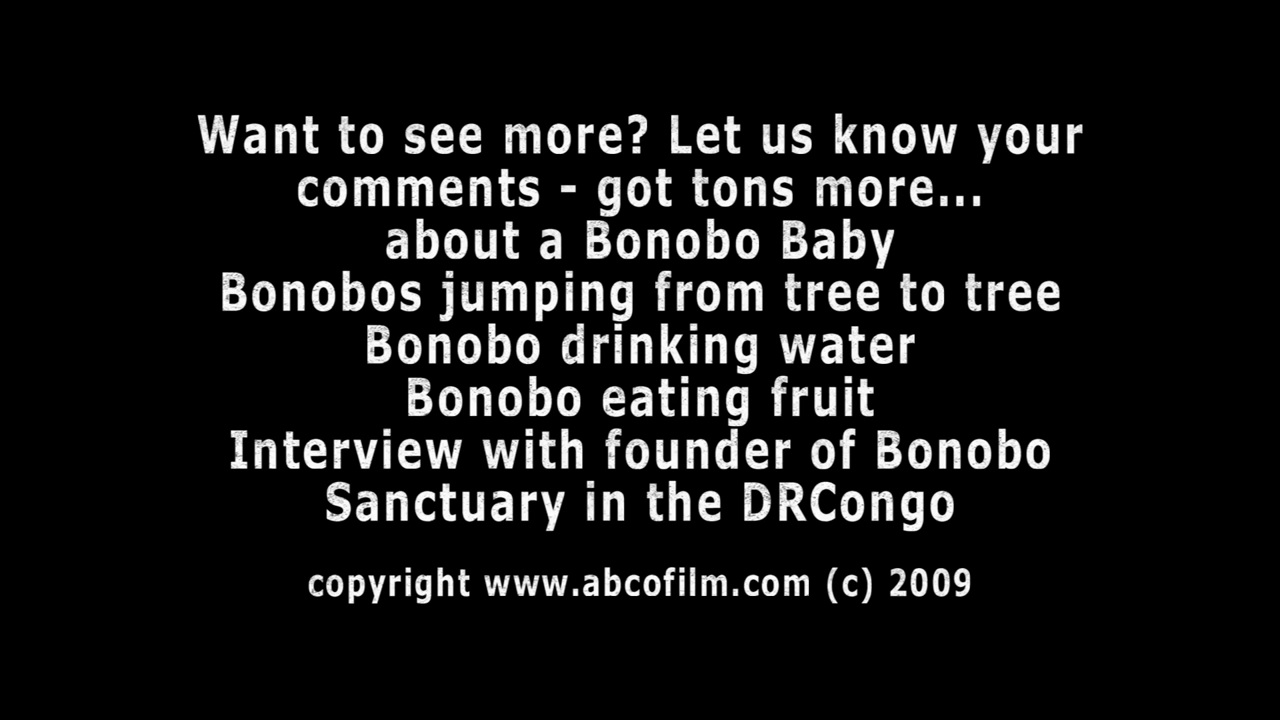 Want to see more? Let us know your
comments - got tons more...
about a Bonobo Baby
Bonobos jumping from tree to tree
Bonobo drinking water
Bonobo eating fruit
Interview with founder of Bonobo
Sanctuary in the DRCongo
copyright www.abcofilm.com (c) 2009